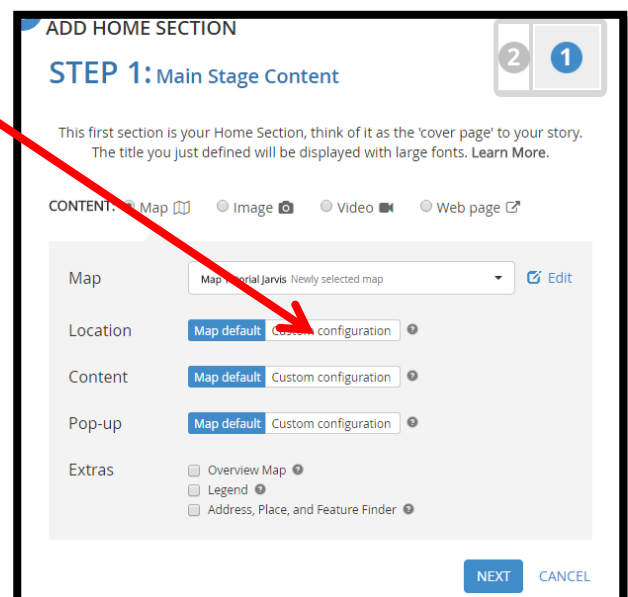 ADD HOME SECTION
STEP 1: Main Stage Content
2 1
This first section is your Home Section, think of it as the 'cover page' to your story.
The title you just defined will be displayed with large fonts. Learn More.
CONTENT: Map Image Video Web page
Map Map Tutorial Jarvis Newly selected map Edit
Location Map default Custom configuration ?
Content Map default Custom configuration ?
Pop-up Map default Custom configuration ?
Extras Overview Map ?
Legend ?
Address, Place, and Feature Finder ?
NEXT CANCEL